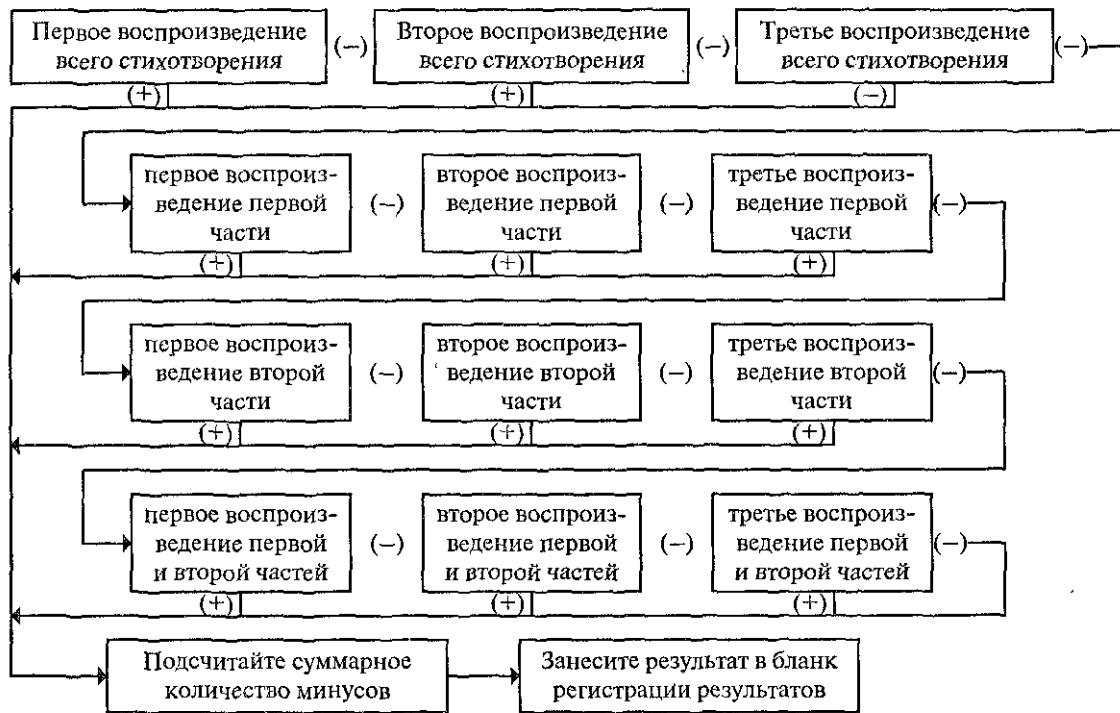 Первое воспроизведение
всего стихотворения
(−)
Второе воспроизведение
всего стихотворения
(−)
Третье воспроизведение
всего стихотворения
(−)
(+)
(+)
(−)
первое воспроиз-
ведение первой
части
(−)
второе воспроиз-
ведение первой
части
(−)
третье воспроиз-
ведение первой
части
(−)
(+)
(+)
(+)
первое воспроиз-
ведение второй
части
(−)
второе воспроиз-
ведение второй
части
(−)
третье воспроиз-
ведение второй
части
(−)
(+)
(+)
(+)
первое воспроиз-
ведение первой
и второй частей
(−)
второе воспроиз-
ведение первой
и второй частей
(−)
третье воспроиз-
ведение первой
и второй частей
(−)
(+)
(+)
(+)
Подсчитайте суммарное
количество минусов
Занесите результат в бланк
регистрации результатов